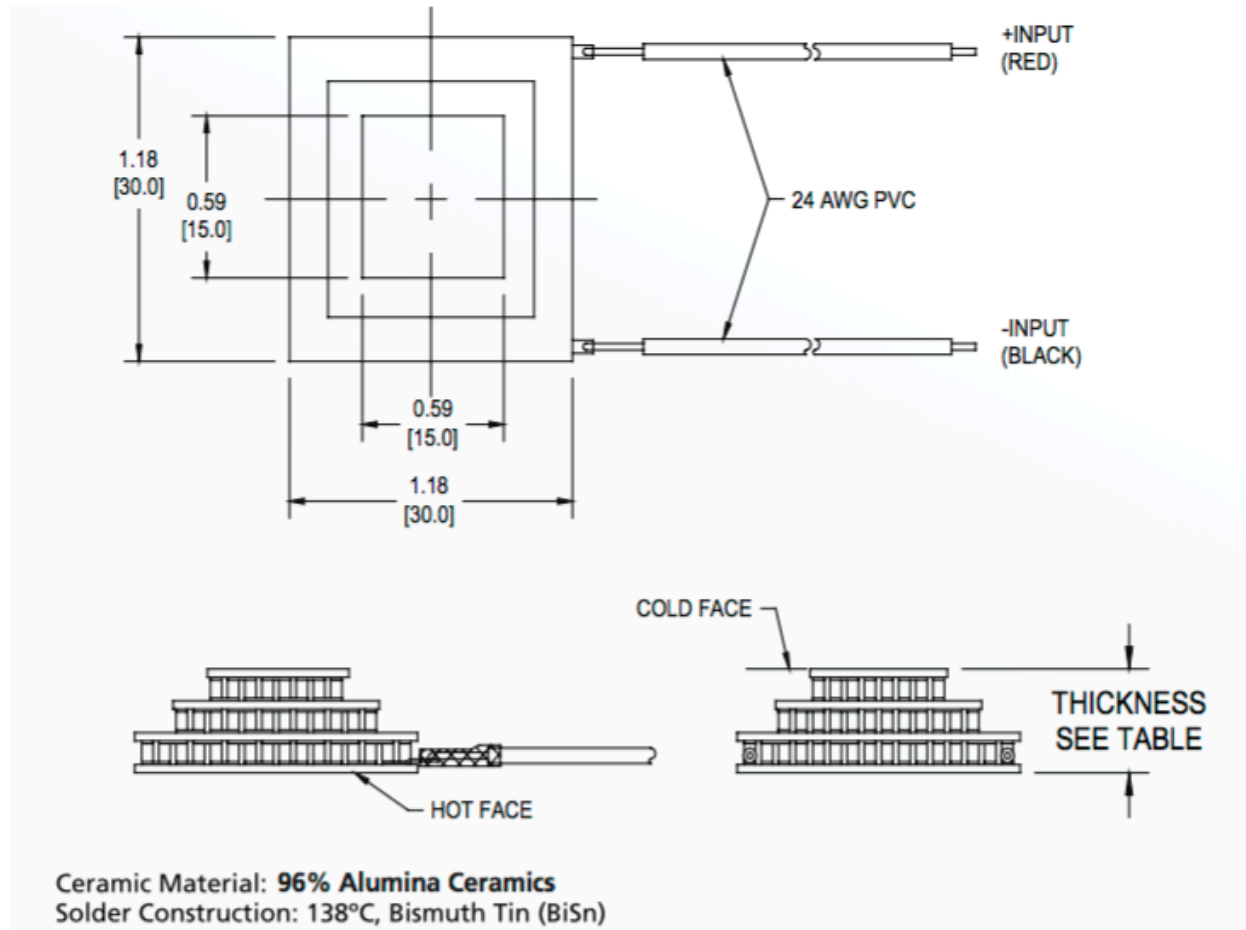 +INPUT
(RED)
1.18
[30.0]
0.59
[15.0]
24 AWG PVC
-INPUT
(BLACK)
0.59
[15.0]
1.18
[30.0]
COLD FACE
THICKNESS
SEE TABLE
HOT FACE
Ceramic Material: 96% Alumina Ceramics
Solder Construction: 138°C, Bismuth Tin (BiSn)